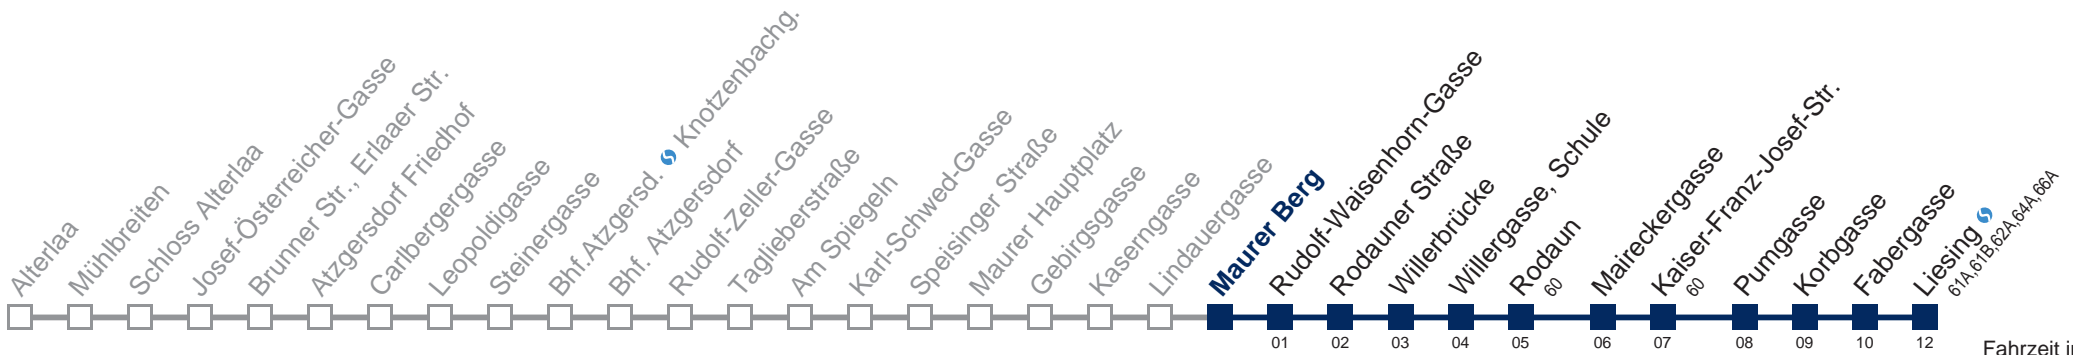 Alterlaa
Mühlbreiten
Schloss Alterlaa
Josef-Österreicher-Gasse
Brunner Str., Erlaaer Str.
Atzgersdorf Friedhof
Carlbergergasse
Leopoldigasse
Steinergasse
Bhf.Atzgersd. Knotzenbachg.
Bhf. Atzgersdorf
Rudolf-Zeller-Gasse
Taglieberstraße
Am Spiegeln
Karl-Schwed-Gasse
Speisinger Straße
Maurer Hauptplatz
Gebirgsgasse
Kaserngasse
Lindauergasse
Maurer Berg
Rudolf-Waisenhorn-Gasse
Rodauner Straße
Willerbrücke
Willergasse, Schule
Rodaun
60
Maireckergasse
Kaiser-Franz-Josef-Str.
60
Pumgasse
Korbgasse
Fabergasse
Liesing
61A,61B,62A,64A,66A
01 02 03 04 05 06 07 08 09 10 11 12
Fahrzeit in